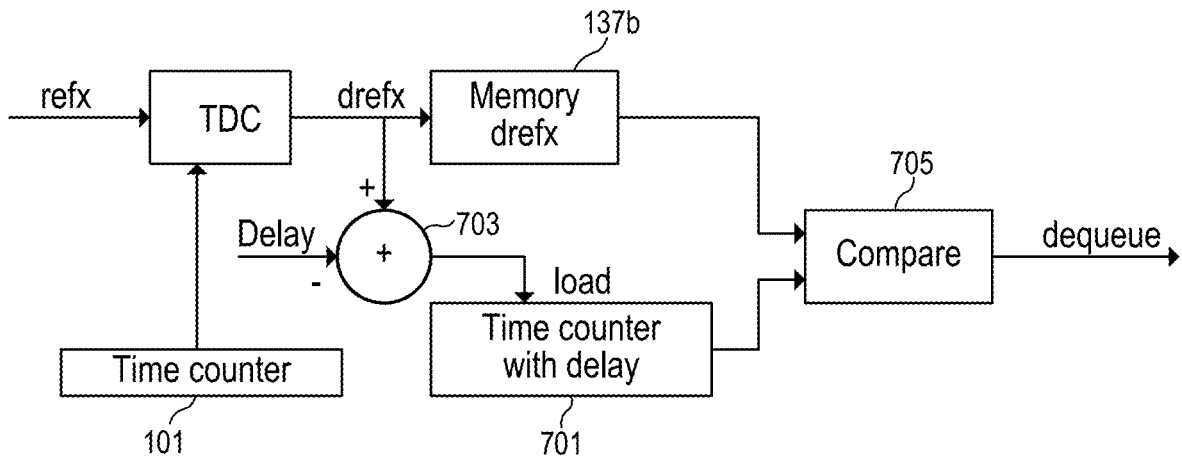 137b
refx
TDC
drefx
Memory
drefx
705
+
703
Delay
+
-
load
Compare
dequeue
Time counter
Time counter
with delay
101
701